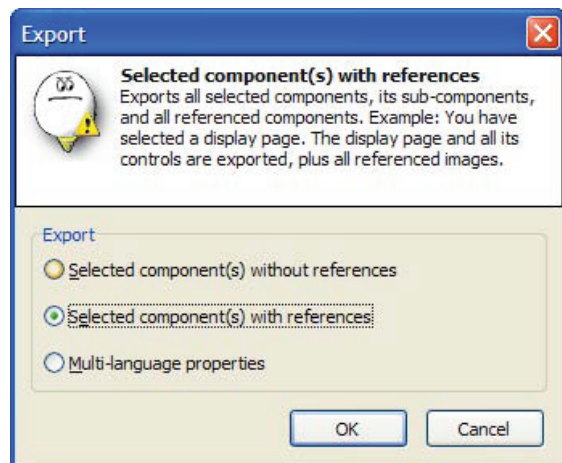 Export
Selected component(s) with references
Exports all selected components, its sub-components,
and all referenced components. Example: You have
selected a display page. The display page and all its
controls are exported, plus all referenced images.
Export
Selected component(s) without references
Selected component(s) with references
Multi-language properties
OK
Cancel